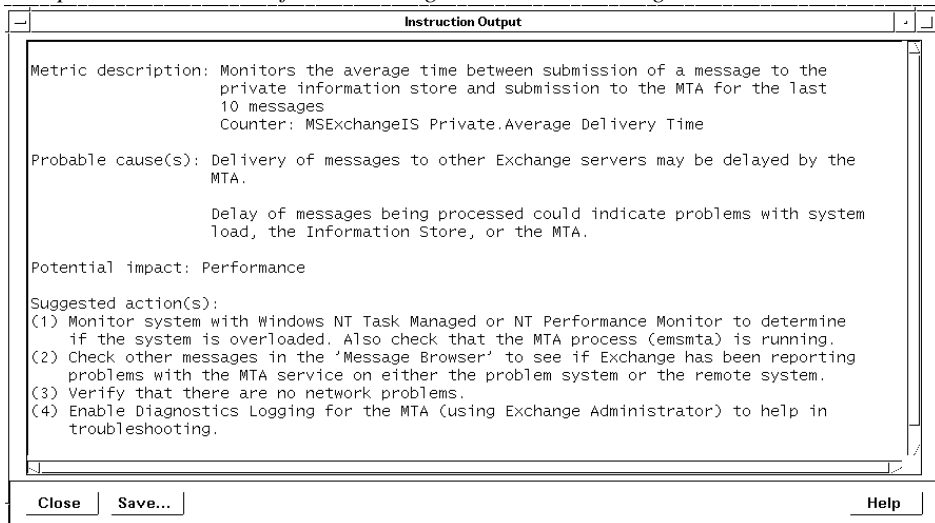 Instruction Output
Metric description: Monitors the average time between submission of a message to the
private information store and submission to the MTA for the last
10 messages
Counter: MSExchangeIS Private.Average Delivery Time
Probable cause(s): Delivery of messages to other Exchange servers may be delayed by the
MTA.
Delay of messages being processed could indicate problems with system
load, the Information Store, or the MTA.
Potential impact: Performance
Suggested action(s):
(1) Monitor system with Windows NT Task Managed or NT Performance Monitor to determine
if the system is overloaded. Also check that the MTA process (emsmta) is running.
(2) Check other messages in the 'Message Browser' to see if Exchange has been reporting
problems with the MTA service on either the problem system or the remote system.
(3) Verify that there are no network problems.
(4) Enable Diagnostics Logging for the MTA (using Exchange Administrator) to help in
troubleshooting.
Close Save... Help